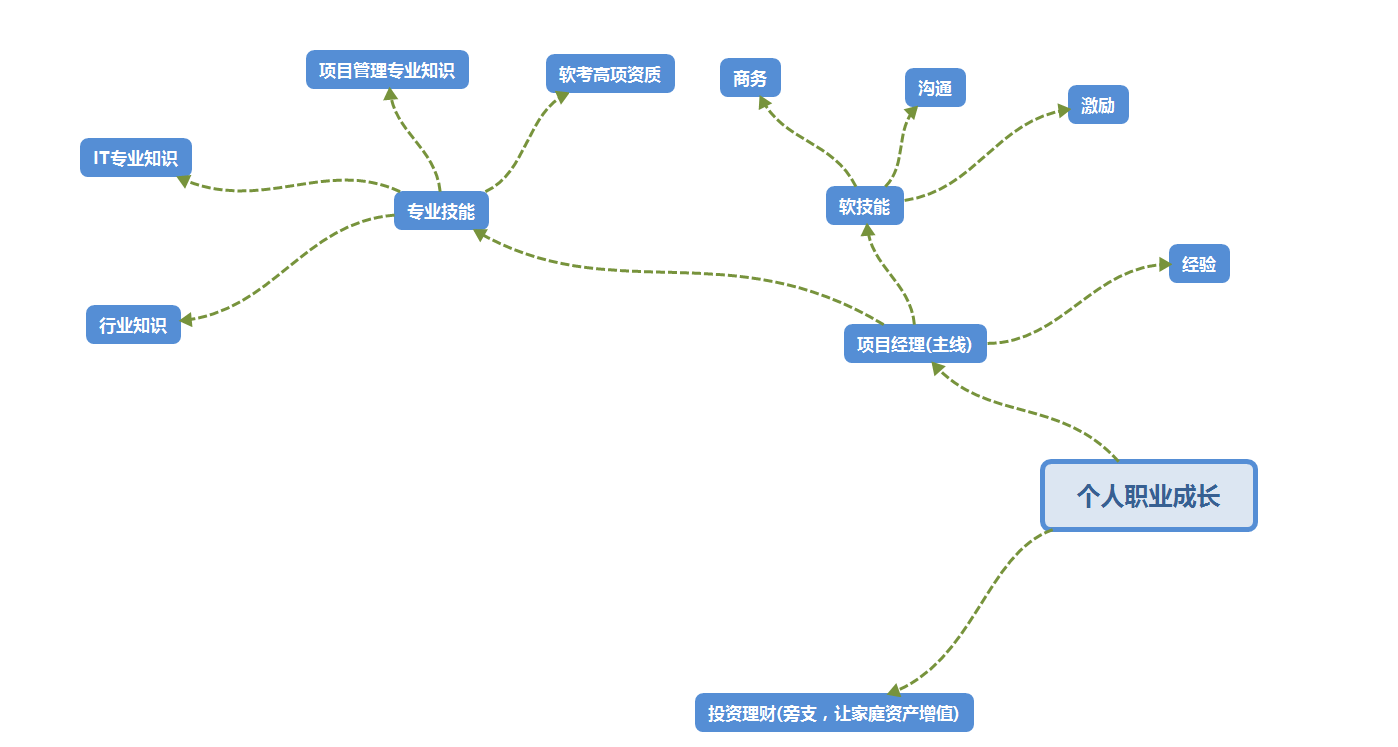 项目管理专业知识
软考高项资质
商务
沟通
激励
IT专业知识
专业技能
软技能
经验
行业知识
项目经理(主线)
个人职业成长
投资理财(旁支，让家庭资产增值)